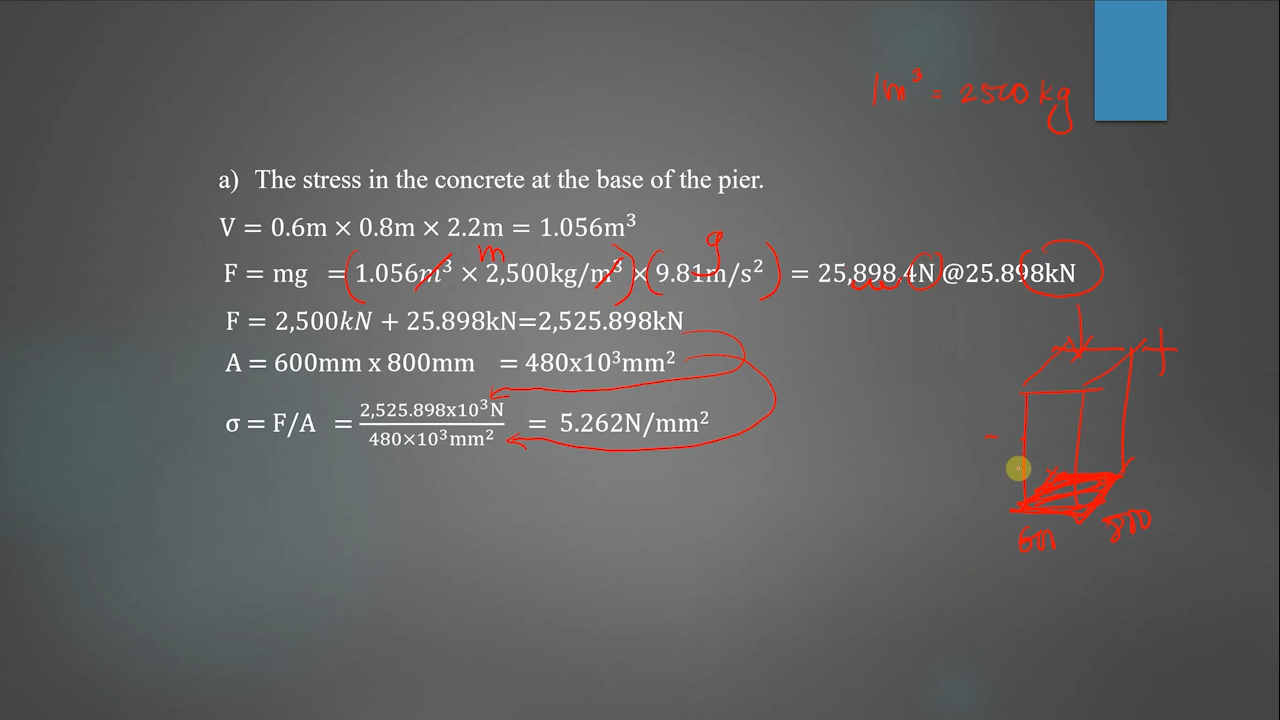 1m³ = 2500 kg
a) The stress in the concrete at the base of the pier.
V = 0.6m × 0.8m × 2.2m = 1.056m³
m g
F = mg = (1.056m³ × 2,500kg/m³) × (9.81m/s²) = 25,898.4N @25.898kN
F = 2,500kN + 25.898kN=2,525.898kN
A = 600mm x 800mm = 480x10³mm²
σ = F/A = 2,525.898x10³N / 480×10³mm² = 5.262N/mm²
600 800